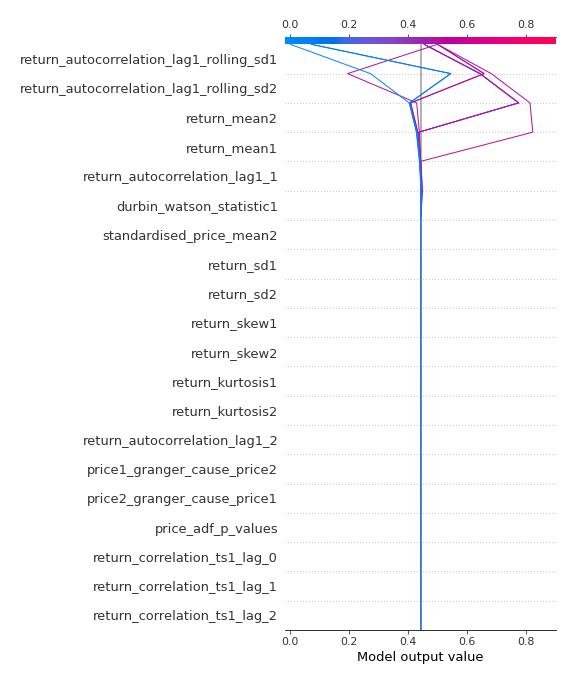 0.0 0.2 0.4 0.6 0.8
return_autocorrelation_lag1_rolling_sd1
return_autocorrelation_lag1_rolling_sd2
return_mean2
return_mean1
return_autocorrelation_lag1_1
durbin_watson_statistic1
standardised_price_mean2
return_sd1
return_sd2
return_skew1
return_skew2
return_kurtosis1
return_kurtosis2
return_autocorrelation_lag1_2
price1_granger_cause_price2
price2_granger_cause_price1
price_adf_p_values
return_correlation_ts1_lag_0
return_correlation_ts1_lag_1
return_correlation_ts1_lag_2
0.0 0.2 0.4 0.6 0.8
Model output value